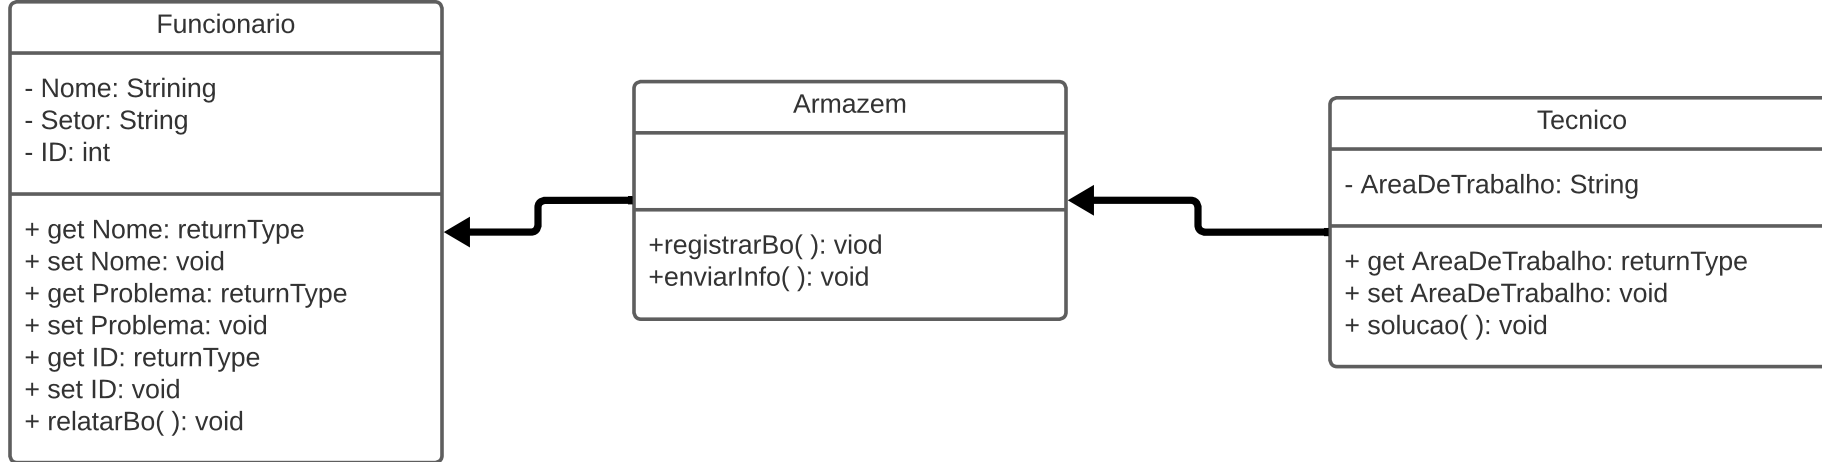 Funcionario
- Nome: Strining
- Setor: String
- ID: int
+ get Nome: returnType
+ set Nome: void
+ get Problema: returnType
+ set Problema: void
+ get ID: returnType
+ set ID: void
+ relatarBo( ): void
Armazem
+registrarBo( ): viod
+enviarInfo( ): void
Tecnico
- AreaDeTrabalho: String
+ get AreaDeTrabalho: returnType
+ set AreaDeTrabalho: void
+ solucao( ): void